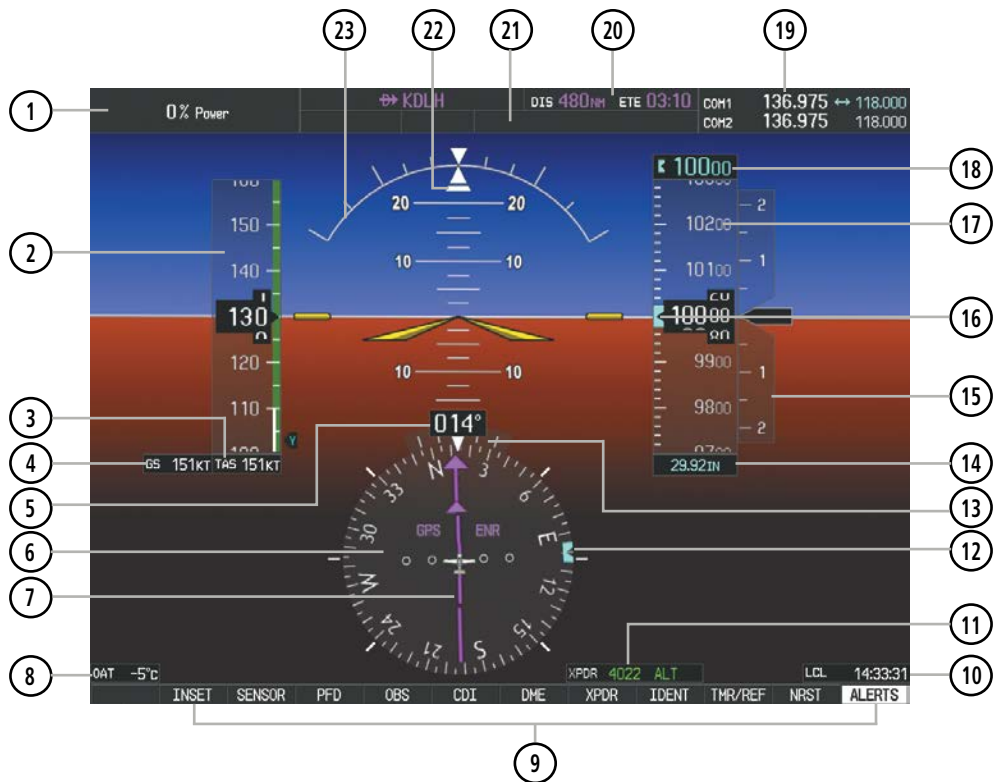 23 22 21 20 19
D KDLH DIS 480NM ETE 03:10 COM1 136.975 ↔ 118.000
1 0% Power
COM2 136.975 118.000
10000 18
20 20 2
150 10200 17
2
140 10 10 10100 1
130 10000 16
120 9900
10 10 1 15
110 9800
3 014° 2
Y
4 GS 151KT TAS 151KT 29.92IN 14
N 3
33 6
5 13
GPS ENR
30 E
6 12
W 12
7
24 15
21 S 11
8 OAT -5°C XPDR 4022 ALT LCL 14:33:31 10
INSET SENSOR PFD OBS CDI DME XPDR IDENT TMR/REF NRST ALERTS
9